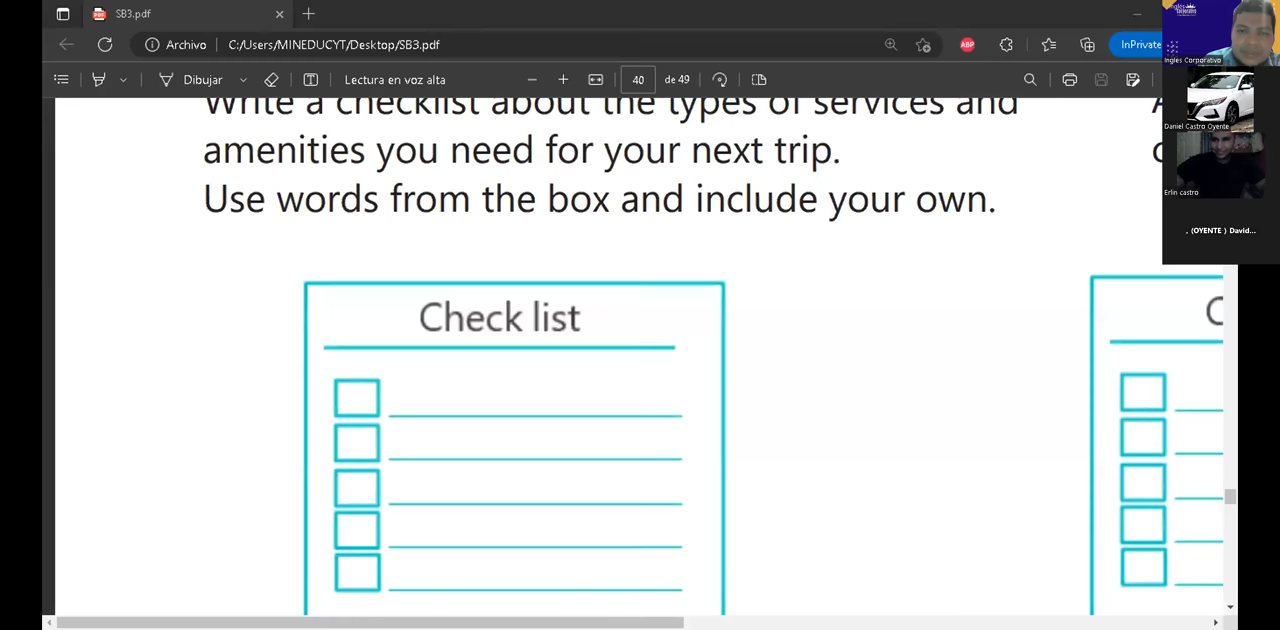 SB3.pdf
Archivo C:/Users/MINEDUCYT/Desktop/SB3.pdf
ABP
InPrivate
Dibujar Lectura en voz alta 40 de 49
Write a checklist about the types of services and
amenities you need for your next trip.
Use words from the box and include your own.
Check list
Ingles Corporativo
Daniel Castro Oyente
Erlin castro
, (OYENTE ) David...